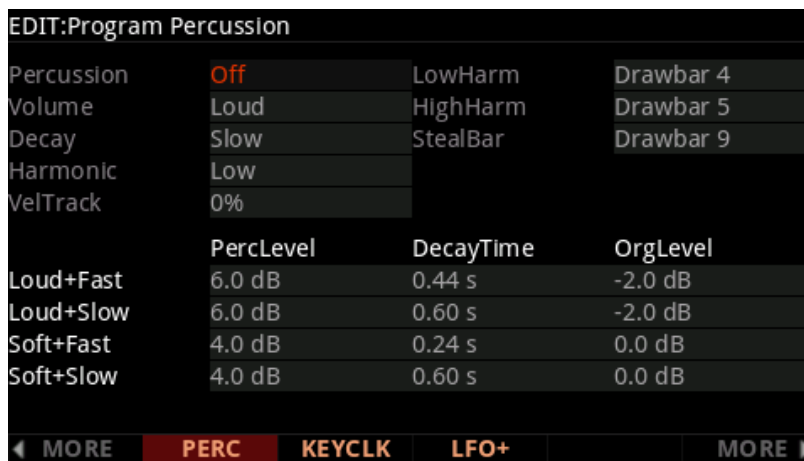 EDIT:Program Percussion
Percussion Off LowHarm Drawbar 4
Volume Loud HighHarm Drawbar 5
Decay Slow StealBar Drawbar 9
Harmonic Low
VelTrack 0%
PercLevel DecayTime OrgLevel
Loud+Fast 6.0 dB 0.44 s -2.0 dB
Loud+Slow 6.0 dB 0.60 s -2.0 dB
Soft+Fast 4.0 dB 0.24 s 0.0 dB
Soft+Slow 4.0 dB 0.60 s 0.0 dB
MORE PERC KEYCLK LFO+ MORE